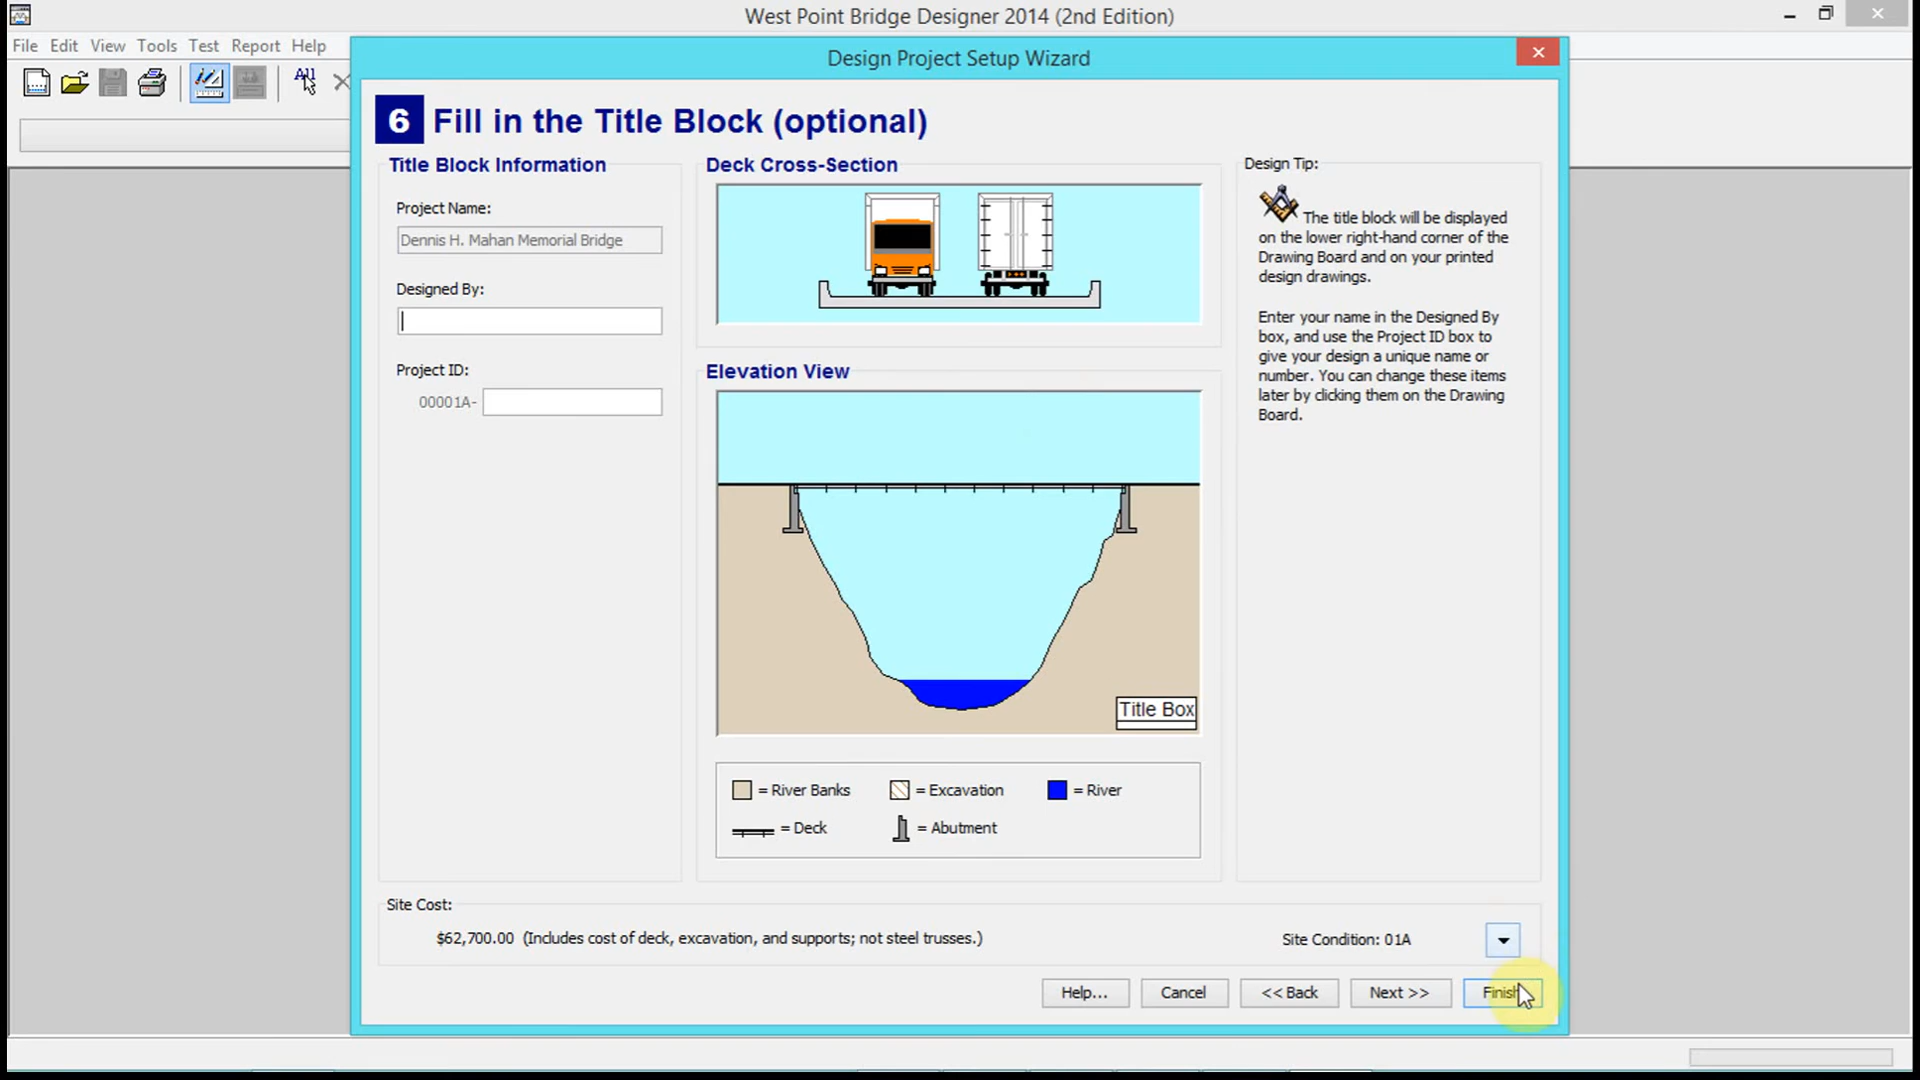 West Point Bridge Designer 2014 (2nd Edition)
File Edit View Tools Test Report Help
All
Design Project Setup Wizard
6 Fill in the Title Block (optional)
Title Block Information
Project Name:
Dennis H. Mahan Memorial Bridge
Designed By:
Project ID:
00001A-
Deck Cross-Section
Elevation View
Title Box
= River Banks
= Excavation
= River
= Deck
= Abutment
Design Tip:
The title block will be displayed
on the lower right-hand corner of the
Drawing Board and on your printed
design drawings.
Enter your name in the Designed By
box, and use the Project ID box to
give your design a unique name or
number. You can change these items
later by clicking them on the Drawing
Board.
Site Cost:
$62,700.00 (Includes cost of deck, excavation, and supports; not steel trusses.)
Site Condition: 01A
Help...
Cancel
<< Back
Next >>
Finish